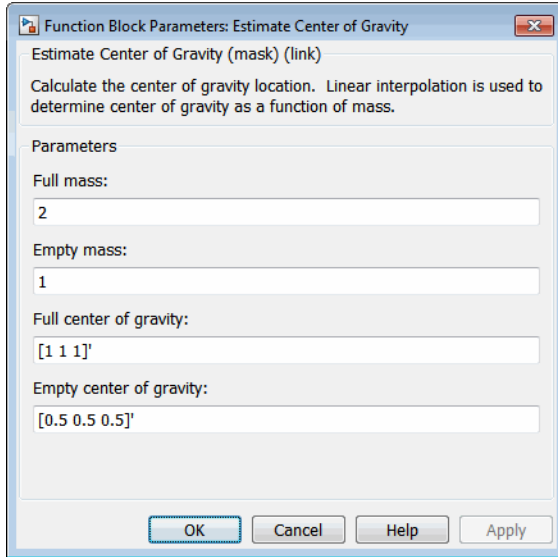 Function Block Parameters: Estimate Center of Gravity
Estimate Center of Gravity (mask) (link)
Calculate the center of gravity location.  Linear interpolation is used to
determine center of gravity as a function of mass.
Parameters
Full mass:
2
Empty mass:
1
Full center of gravity:
[1 1 1]'
Empty center of gravity:
[0.5 0.5 0.5]'
OK Cancel Help Apply